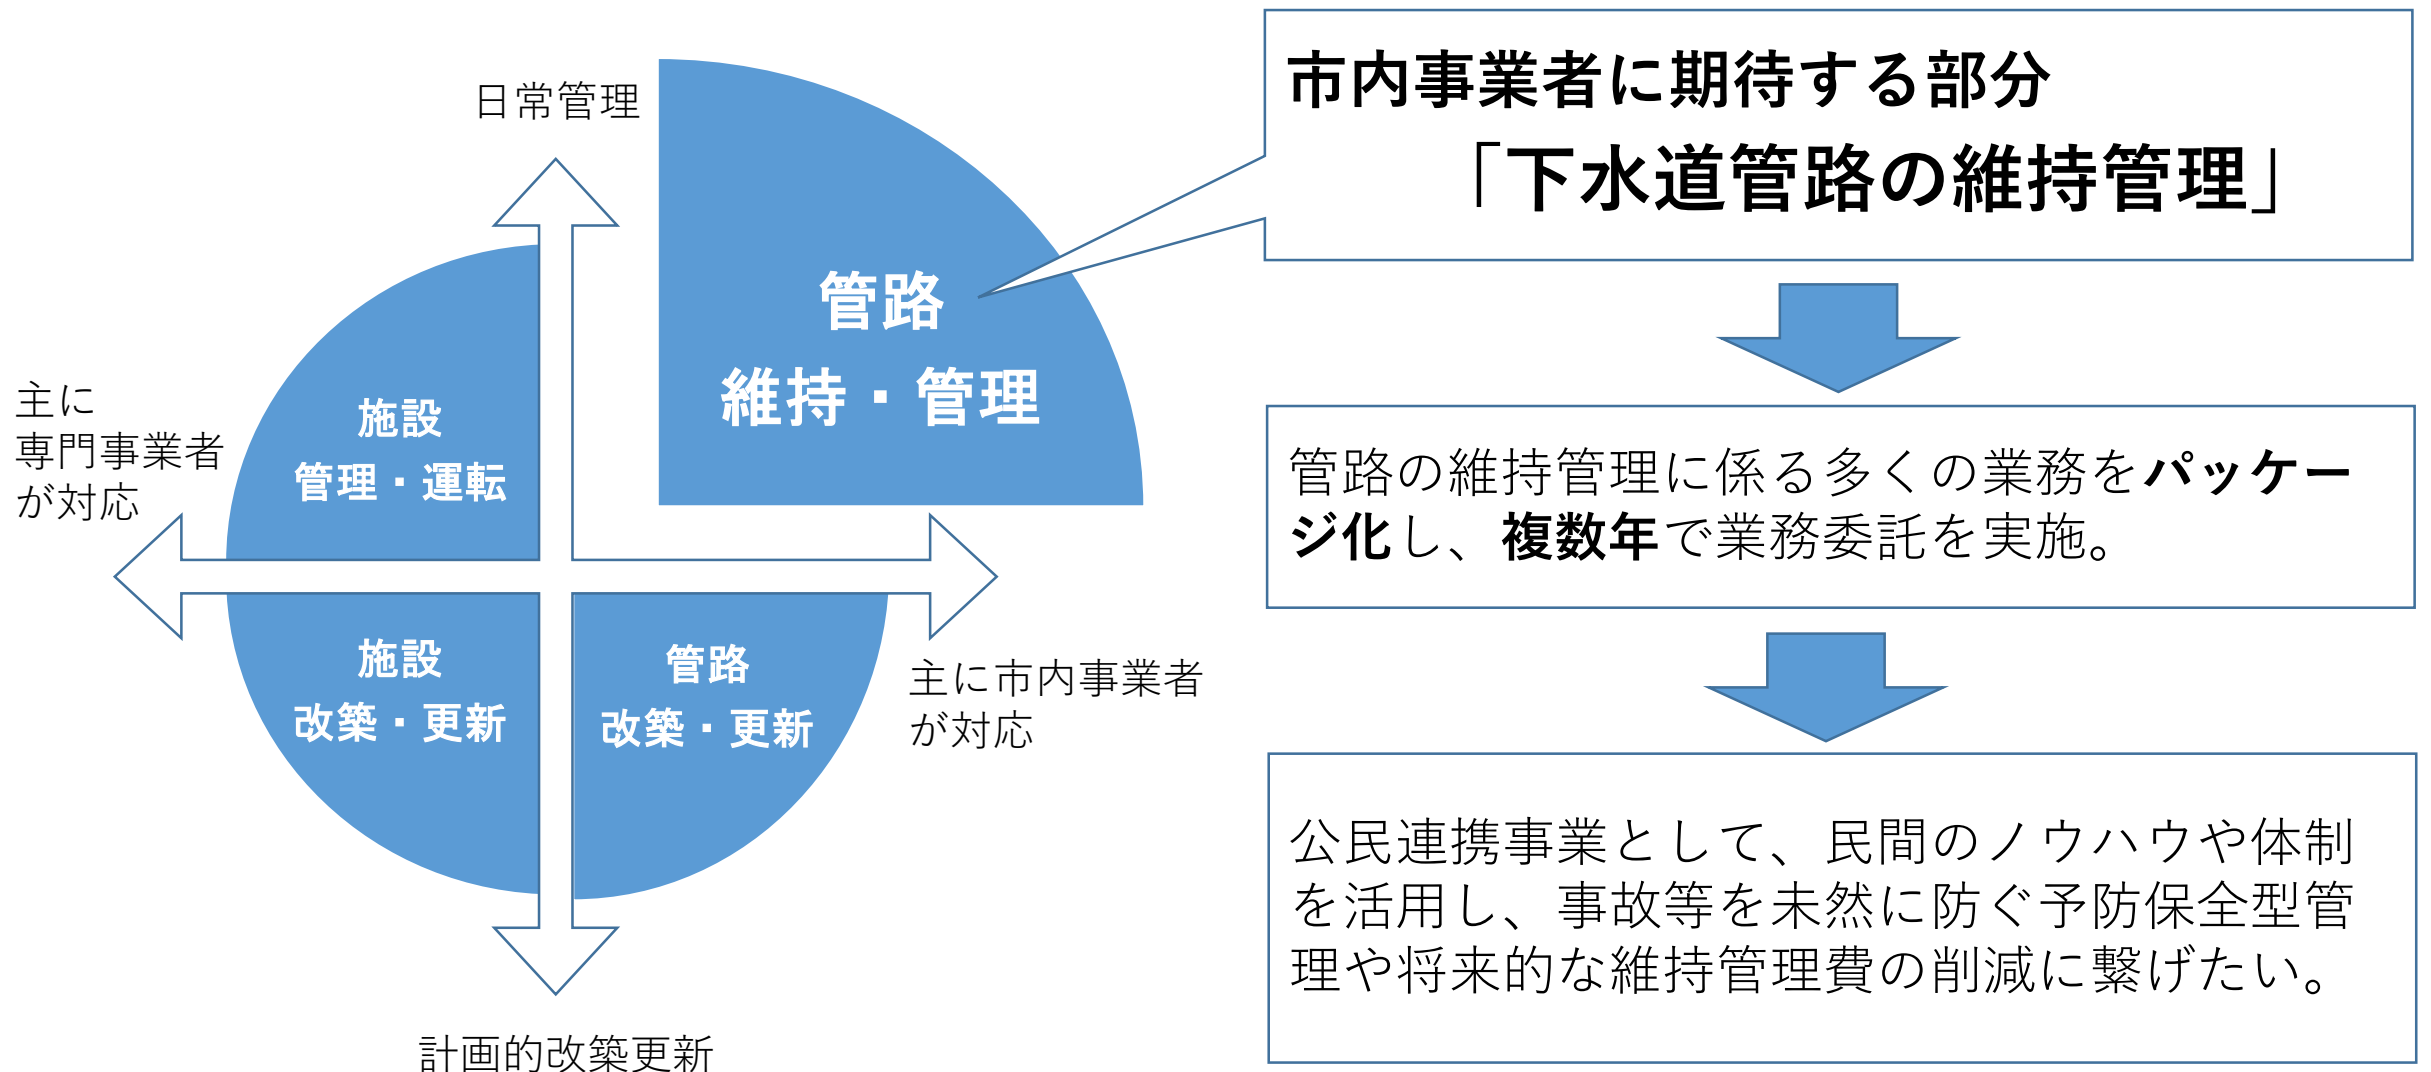 日常管理
管路
維持・管理
主に
専門事業者
が対応
施設
管理・運転
施設
改築・更新
管路
改築・更新
主に市内事業者
が対応
計画的改築更新
市内事業者に期待する部分
「下水道管路の維持管理」
管路の維持管理に係る多くの業務をパッケー
ジ化し、複数年で業務委託を実施。
公民連携事業として、民間のノウハウや体制
を活用し、事故等を未然に防ぐ予防保全型管
理や将来的な維持管理費の削減に繋げたい。